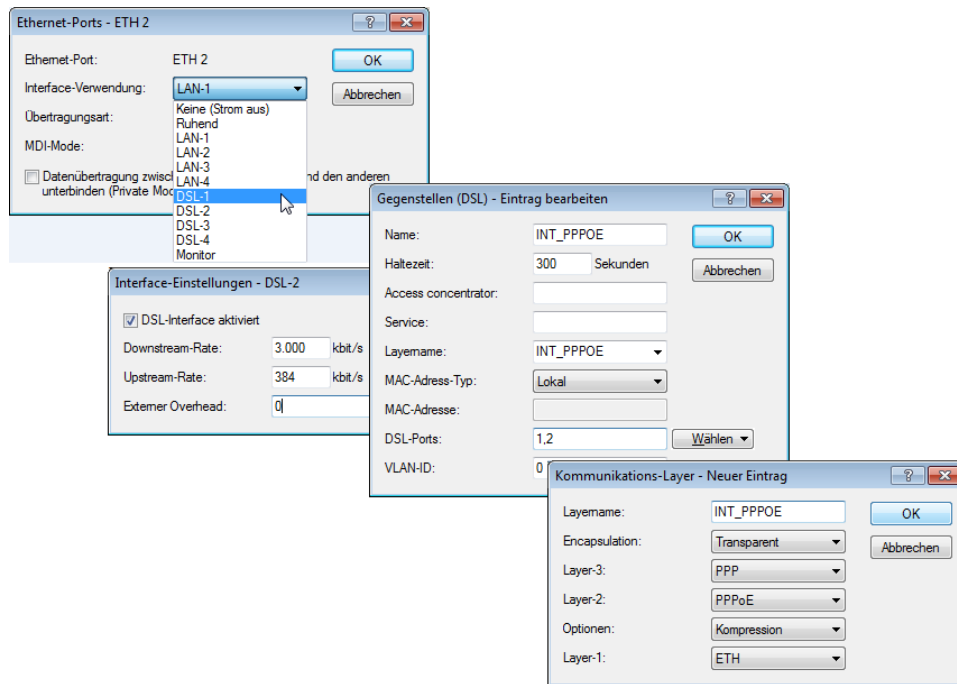 Ethernet-Ports - ETH 2
Ethernet-Port: ETH 2
OK
Interface-Verwendung: LAN-1
Abbrechen
Keine (Strom aus)
Übertragungsart:
Ruhend
LAN-1
MDI-Mode:
LAN-2
LAN-3
Datenübertragung nd den anderen
LAN-4
unterbinden (Private
DSL-1
DSL-2
DSL-3
DSL-4
Monitor
Interface-Einstellungen - DSL-2
DSL-Interface aktiviert
Downstream-Rate: 3.000 kbit/s
Upstream-Rate: 384 kbit/s
Externer Overhead: 0
Gegenstellen (DSL) - Eintrag bearbeiten
Name: INT_PPPOE
OK
Haltezeit: 300 Sekunden
Abbrechen
Access concentrator:
Service:
Layername: INT_PPPOE
MAC-Adress-Typ: Lokal
MAC-Adresse:
DSL-Ports: 1,2 Wählen
VLAN-ID: 0
Kommunikations-Layer - Neuer Eintrag
Layername: INT_PPPOE
OK
Encapsulation: Transparent
Abbrechen
Layer-3: PPP
Layer-2: PPPoE
Optionen: Kompression
Layer-1: ETH